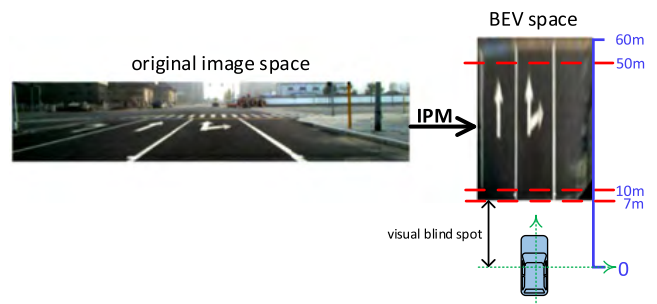 BEV space
original image space
60m
50m
IPM
10m
7m
visual blind spot
0